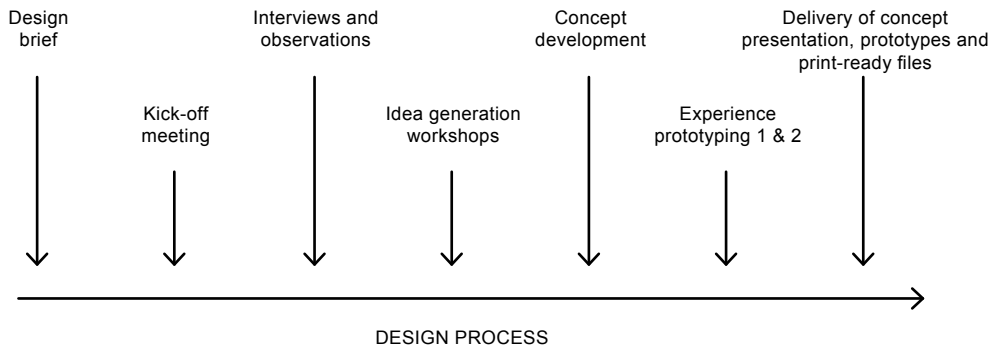 Design
brief
Kick-off
meeting
Interviews and
observations
Idea generation
workshops
Concept
development
Experience
prototyping 1 & 2
Delivery of concept
presentation, prototypes and
print-ready files
DESIGN PROCESS